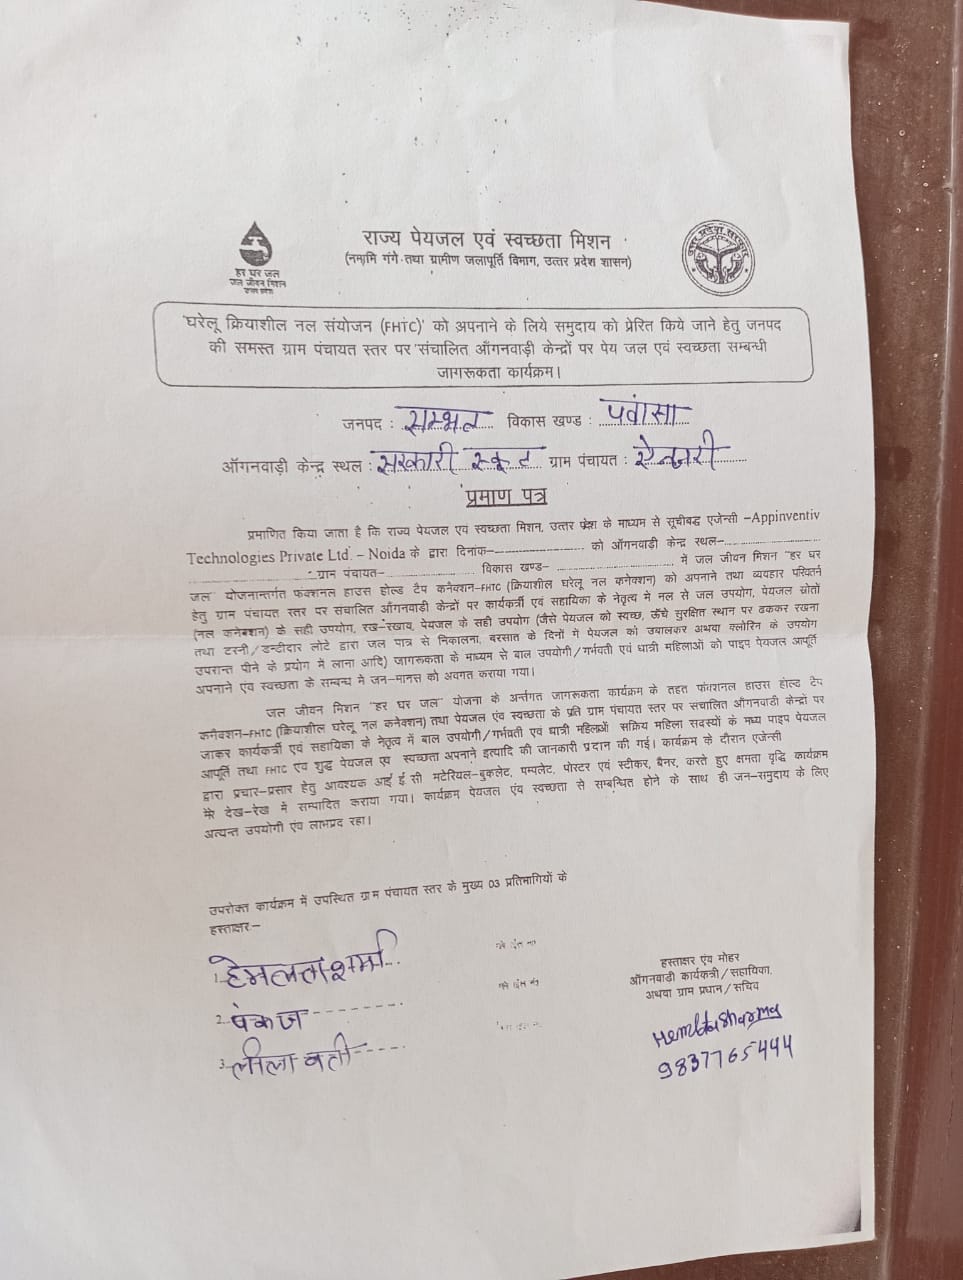 हर घर जल
जल जीवन मिशन
उत्तर प्रदेश
राज्य पेयजल एवं स्वच्छता मिशन
(नमामि गंगे तथा ग्रामीण जलापूर्ति विभाग, उत्तर प्रदेश शासन)
उत्तर प्रदेश सरकार
'घरेलू क्रियाशील नल संयोजन (FHTC)' को अपनाने के लिये समुदाय को प्रेरित किये जाने हेतु जनपद
की समस्त ग्राम पंचायत स्तर पर संचालित ऑंगनवाड़ी केन्द्रों पर पेय जल एवं स्वच्छता सम्बन्धी
जागरूकता कार्यक्रम।
जनपद : सम्भल विकास खण्ड : पवांसा
ऑंगनवाड़ी केन्द्र स्थल : सरकारी ग्राम पंचायत :
प्रमाण पत्र
प्रमाणित किया जाता है कि राज्य पेयजल एवं स्वच्छता मिशन, उत्तर प्रदेश के माध्यम से सूचीबद्ध एजेन्सी –Appinventiv
Technologies Private Ltd. – Noida के द्वारा दिनांक– को ऑंगनवाड़ी केन्द्र स्थल–
ग्राम पंचायत– विकास खण्ड– में जल जीवन मिशन "हर घर
जल" योजनान्तर्गत फंक्शनल हाउस होल्ड टैप कनैक्शन–FHTC (क्रियाशील घरेलू नल कनेक्शन) को अपनाने तथा व्यवहार परिवर्तन
हेतु ग्राम पंचायत स्तर पर संचालित ऑंगनवाड़ी केन्द्रों पर कार्यकर्त्री एवं सहायिका के नेतृत्व में नल से जल उपयोग, पेयजल स्रोतों
(नल कनेक्शन) के सही उपयोग, रख-रखाव, पेयजल के सही उपयोग (जैसे पेयजल को स्वच्छ, ऊँचे सुरक्षित स्थान पर ढककर रखना
तथा टस्नी/डन्टीदार लोटे द्वारा जल पात्र से निकालना, बरसात के दिनों में पेयजल को उबालकर अथवा क्लोरिन के उपयोग
उपरान्त पीने के प्रयोग में लाना आदि) जागरूकता के माध्यम से बाल उपयोगी/गर्भवती एवं धात्री महिलाओं को पाइप पेयजल आपूर्ति
अपनाने एंव स्वच्छता के सम्बन्ध मे जन-मानस को अवगत कराया गया।
जल जीवन मिशन "हर घर जल" योजना के अर्न्तगत जागरूकता कार्यक्रम के तहत फंक्शनल हाउस होल्ड टैप
कनैक्शन–FHTC (क्रियाशील घरेलू नल कनेक्शन) तथा पेयजल एंव स्वच्छता के प्रति ग्राम पंचायत स्तर पर संचालित ऑंगनवाड़ी केन्द्रों पर
जाकर कार्यकर्त्री एवं सहायिका के नेतृत्व में बाल उपयोगी/गर्भवती एवं धात्री महिलाओं सक्रिय महिला सदस्यों के मध्य पाइप पेयजल
आपूर्ति तथा FHTC एवं शुद्ध पेयजल एव स्वच्छता अपनाने इत्यादि की जानकारी प्रदान की गई। कार्यक्रम के दौरान एजेन्सी
द्वारा प्रचार–प्रसार हेतु आवश्यक आई ई सी मटेरियल-बुकलेट, पम्पलेट, पोस्टर एवं स्टीकर, बैनर, करते हुए क्षमता वृद्धि कार्यक्रम
मेरे देख-रेख में सम्पादित कराया गया। कार्यक्रम पेयजल एंव स्वच्छता से सम्बन्धित होने के साथ ही जन-समुदाय के लिए
अत्यन्त उपयोगी एंव लाभप्रद रहा।
उपरोक्त कार्यक्रम में उपस्थित ग्राम पंचायत स्तर के मुख्य 03 प्रतिभागियों के
हस्ताक्षर–
1. हेमलता शर्मा
2. पंकज
3. लीलावती
हस्ताक्षर एंव मोहर
ऑंगनवाड़ी कार्यकत्री/सहायिका,
अथवा ग्राम प्रधान/सचिव
Hemlta Sharma
9837765444